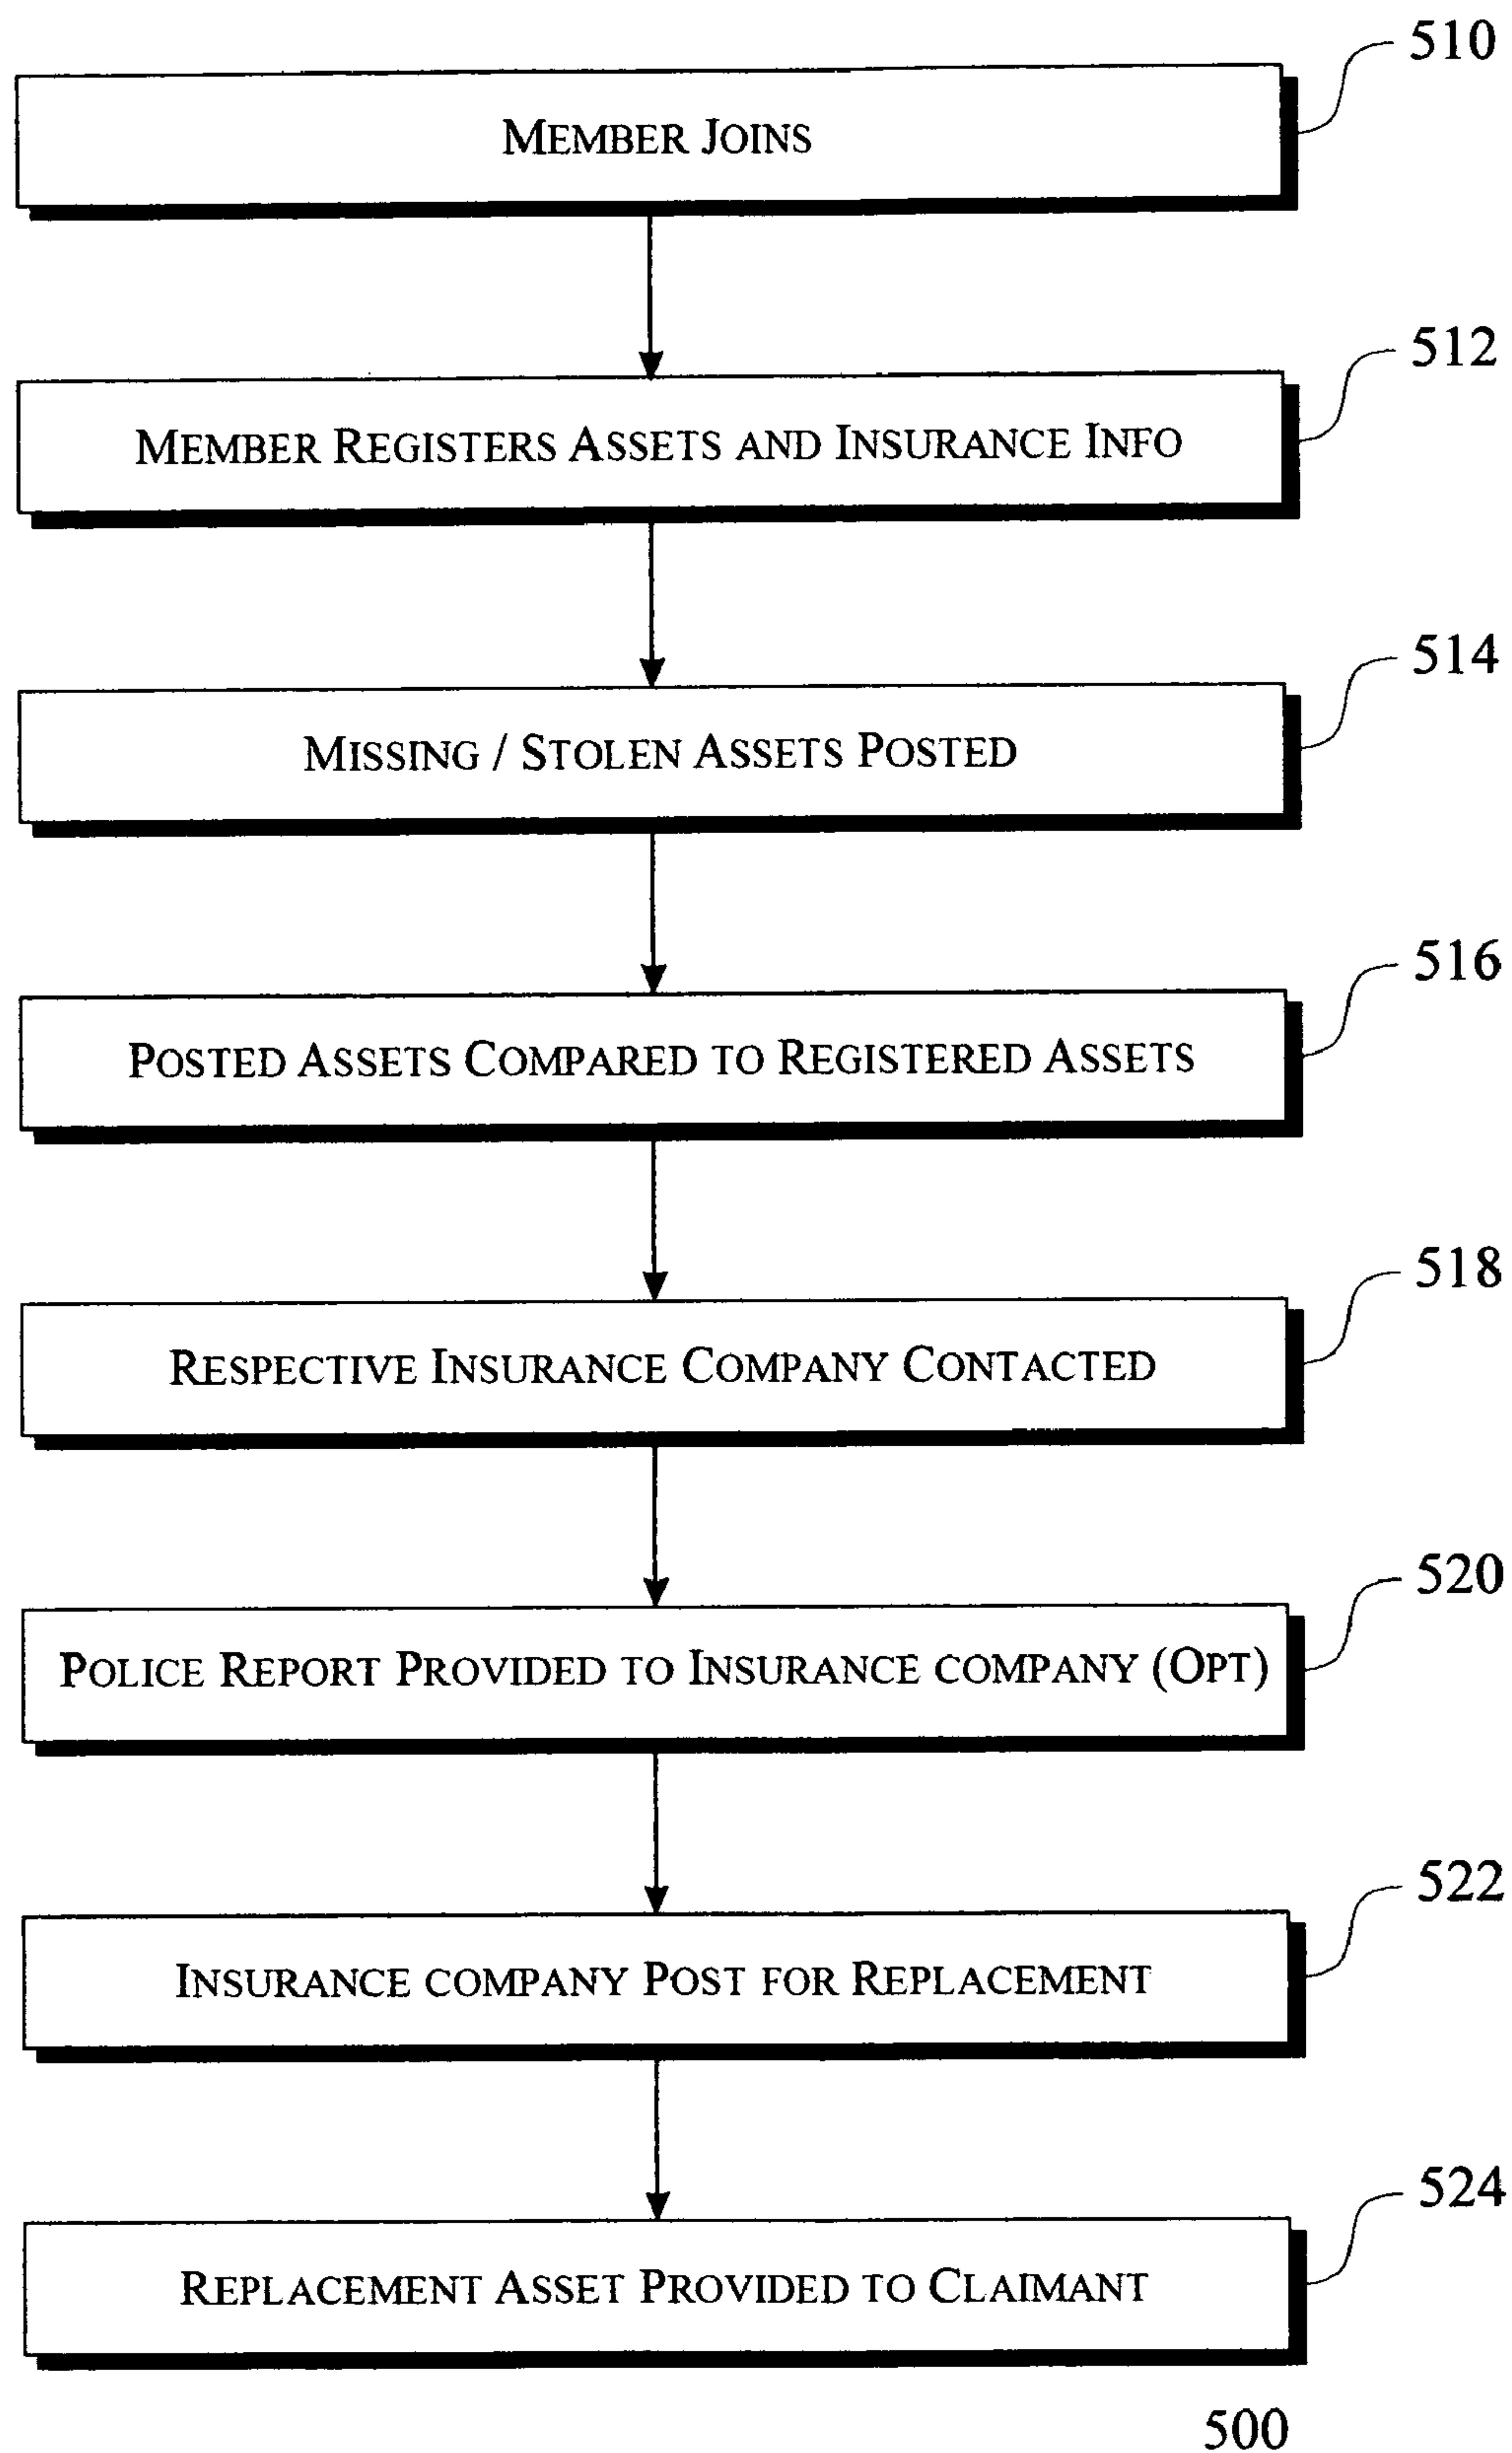 510
MEMBER JOINS
512
MEMBER REGISTERS ASSETS AND INSURANCE INFO
514
MISSING / STOLEN ASSETS POSTED
516
POSTED ASSETS COMPARED TO REGISTERED ASSETS
518
RESPECTIVE INSURANCE COMPANY CONTACTED
520
POLICE REPORT PROVIDED TO INSURANCE COMPANY (OPT)
522
INSURANCE COMPANY POST FOR REPLACEMENT
524
REPLACEMENT ASSET PROVIDED TO CLAIMANT
500